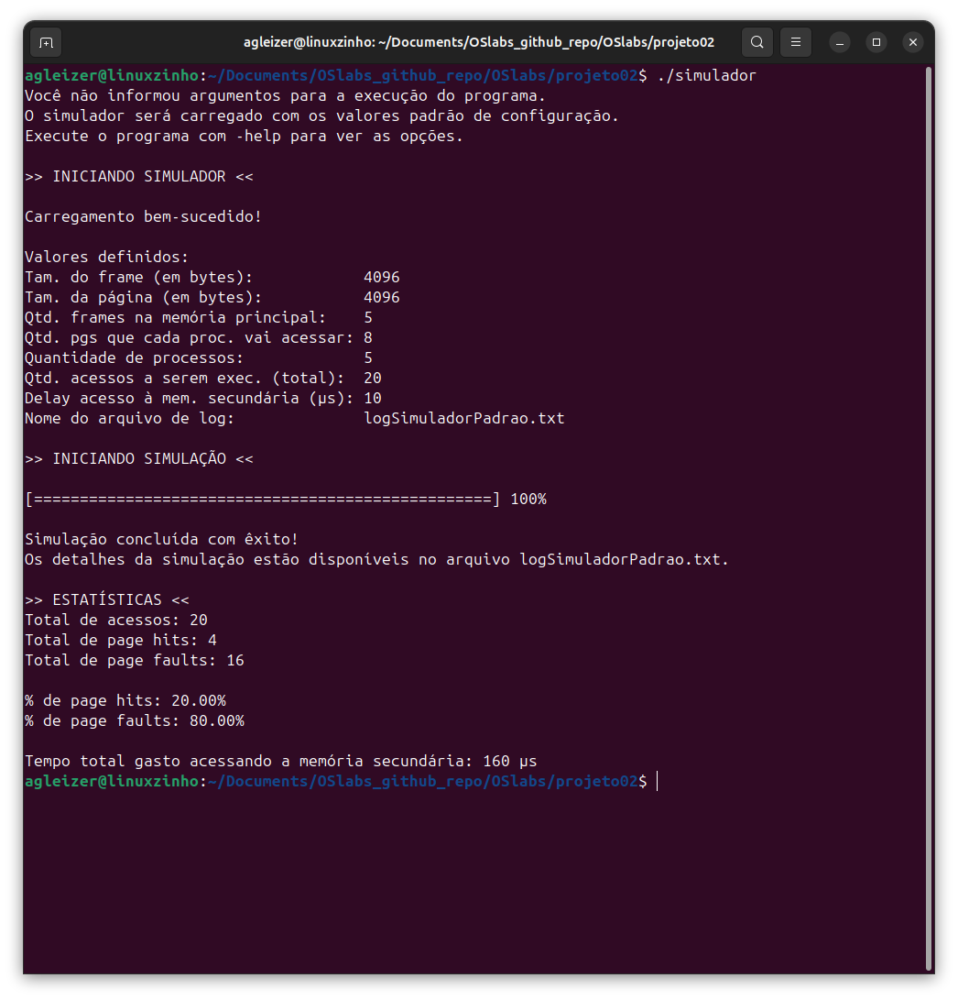 agleizer@linuxzinho: ~/Documents/OSlabs_github_repo/OSlabs/projeto02
agleizer@linuxzinho:~/Documents/OSlabs_github_repo/OSlabs/projeto02$ ./simulador
Você não informou argumentos para a execução do programa.
O simulador será carregado com os valores padrão de configuração.
Execute o programa com -help para ver as opções.
>> INICIANDO SIMULADOR <<
Carregamento bem-sucedido!
Valores definidos:
Tam. do frame (em bytes): 4096
Tam. da página (em bytes): 4096
Qtd. frames na memória principal: 5
Qtd. pgs que cada proc. vai acessar: 8
Quantidade de processos: 5
Qtd. acessos a serem exec. (total): 20
Delay acesso à mem. secundária (µs): 10
Nome do arquivo de log: logSimuladorPadrao.txt
>> INICIANDO SIMULAÇÃO <<
[==================================================] 100%
Simulação concluída com êxito!
Os detalhes da simulação estão disponíveis no arquivo logSimuladorPadrao.txt.
>> ESTATÍSTICAS <<
Total de acessos: 20
Total de page hits: 4
Total de page faults: 16
% de page hits: 20.00%
% de page faults: 80.00%
Tempo total gasto acessando a memória secundária: 160 µs
agleizer@linuxzinho:~/Documents/OSlabs_github_repo/OSlabs/projeto02$